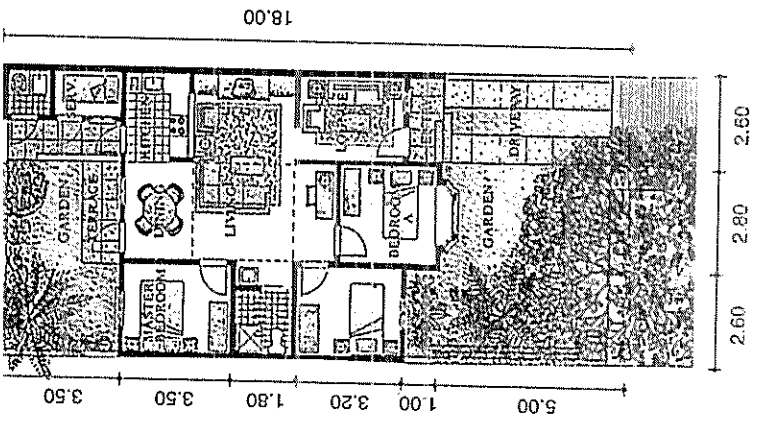 18.00
SERV.
KITCHEN
DRIVEWAY
2.60
GARDEN
TERRACE
DINING
LIVING
BEDROOM
GARDEN
2.80
MASTER
BEDROOM
2.60
3.50
3.50
1.80
3.20
1.00
5.00